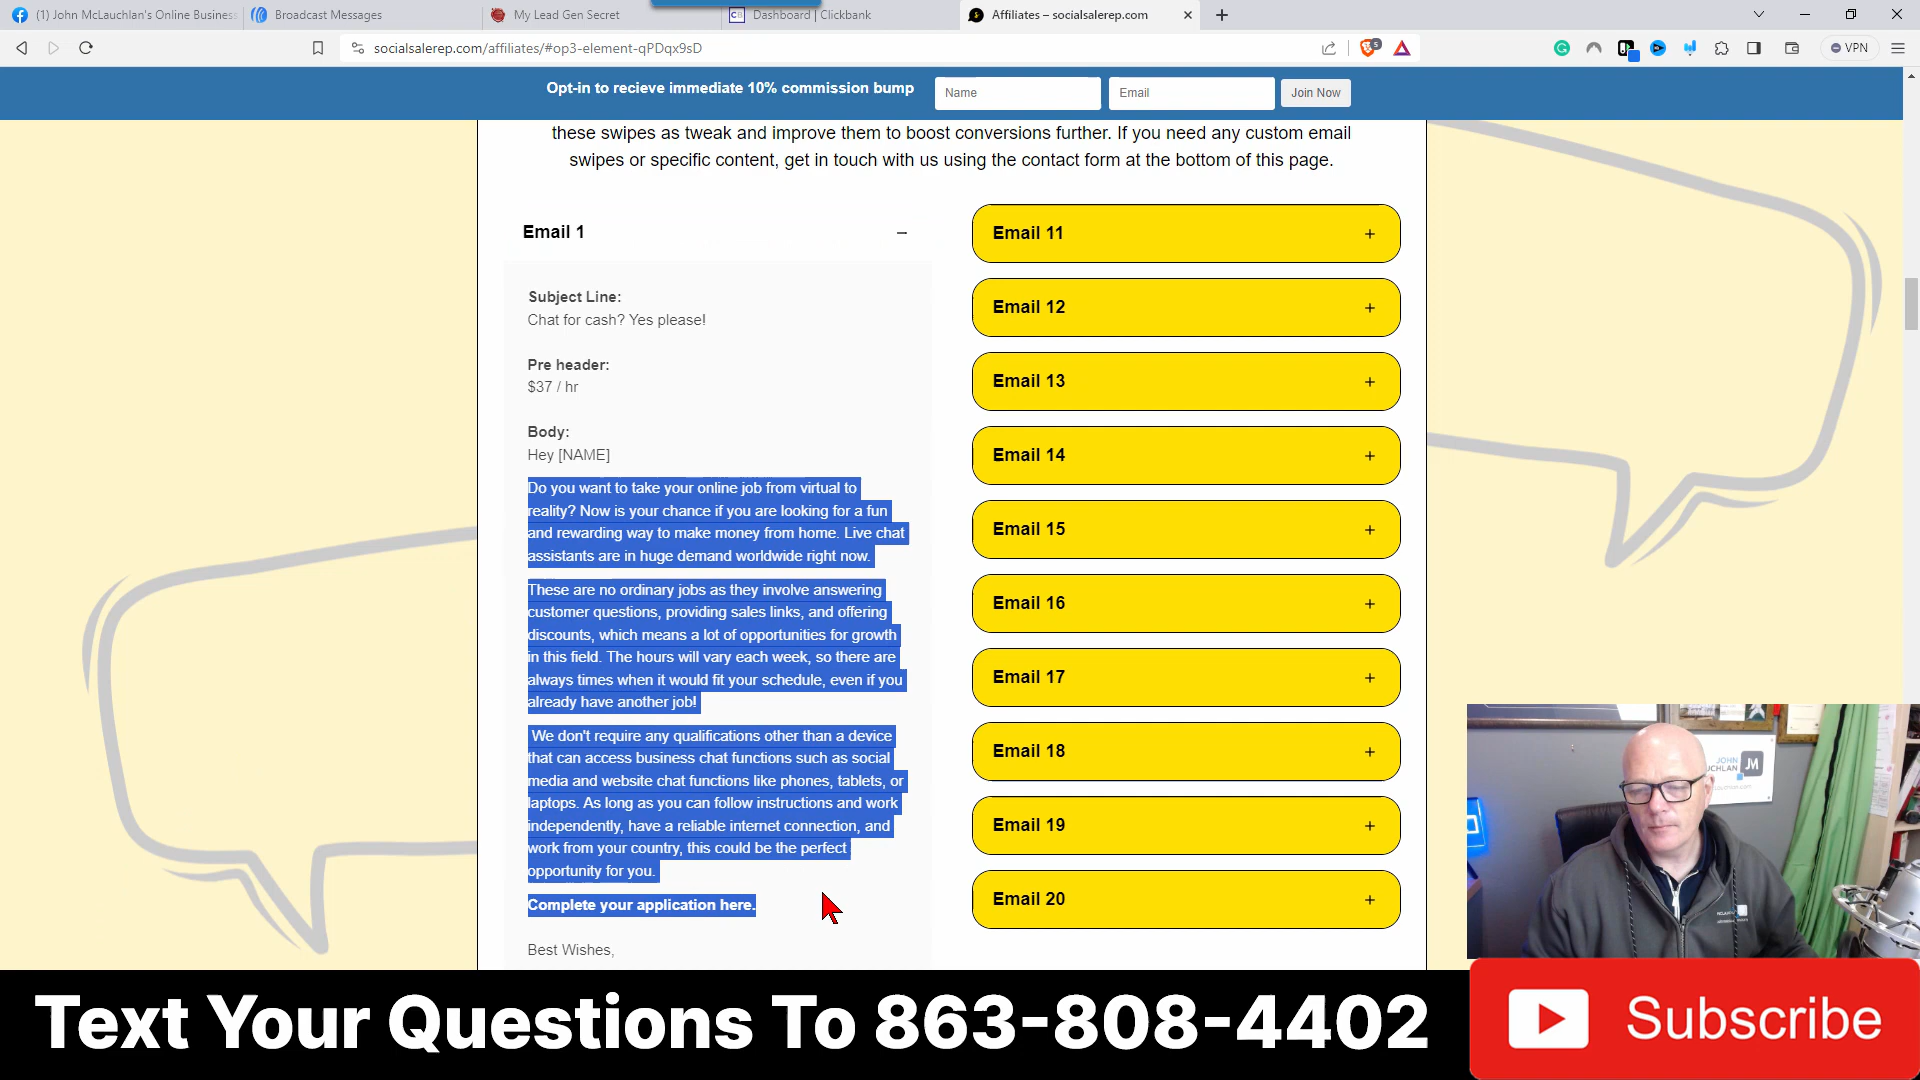 (1) John McLauchlan's Online Business
Broadcast Messages
My Lead Gen Secret
Dashboard | Clickbank
Affiliates – socialsalerep.com
socialsalerep.com/affiliates/#op3-element-qPDqx9sD
VPN
Opt-in to recieve immediate 10% commission bump
Name
Email
Join Now
these swipes as tweak and improve them to boost conversions further. If you need any custom email
swipes or specific content, get in touch with us using the contact form at the bottom of this page.
Email 1
Subject Line:
Chat for cash? Yes please!
Pre header:
$37 / hr
Body:
Hey [NAME]
Do you want to take your online job from virtual to
reality? Now is your chance if you are looking for a fun
and rewarding way to make money from home. Live chat
assistants are in huge demand worldwide right now.
These are no ordinary jobs as they involve answering
customer questions, providing sales links, and offering
discounts, which means a lot of opportunities for growth
in this field. The hours will vary each week, so there are
always times when it would fit your schedule, even if you
already have another job!
We don't require any qualifications other than a device
that can access business chat functions such as social
media and website chat functions like phones, tablets, or
laptops. As long as you can follow instructions and work
independently, have a reliable internet connection, and
work from your country, this could be the perfect
opportunity for you.
Complete your application here.
Best Wishes,
Email 11
Email 12
Email 13
Email 14
Email 15
Email 16
Email 17
Email 18
Email 19
Email 20
JOHN
JM
Text Your Questions To 863-808-4402
Subscribe